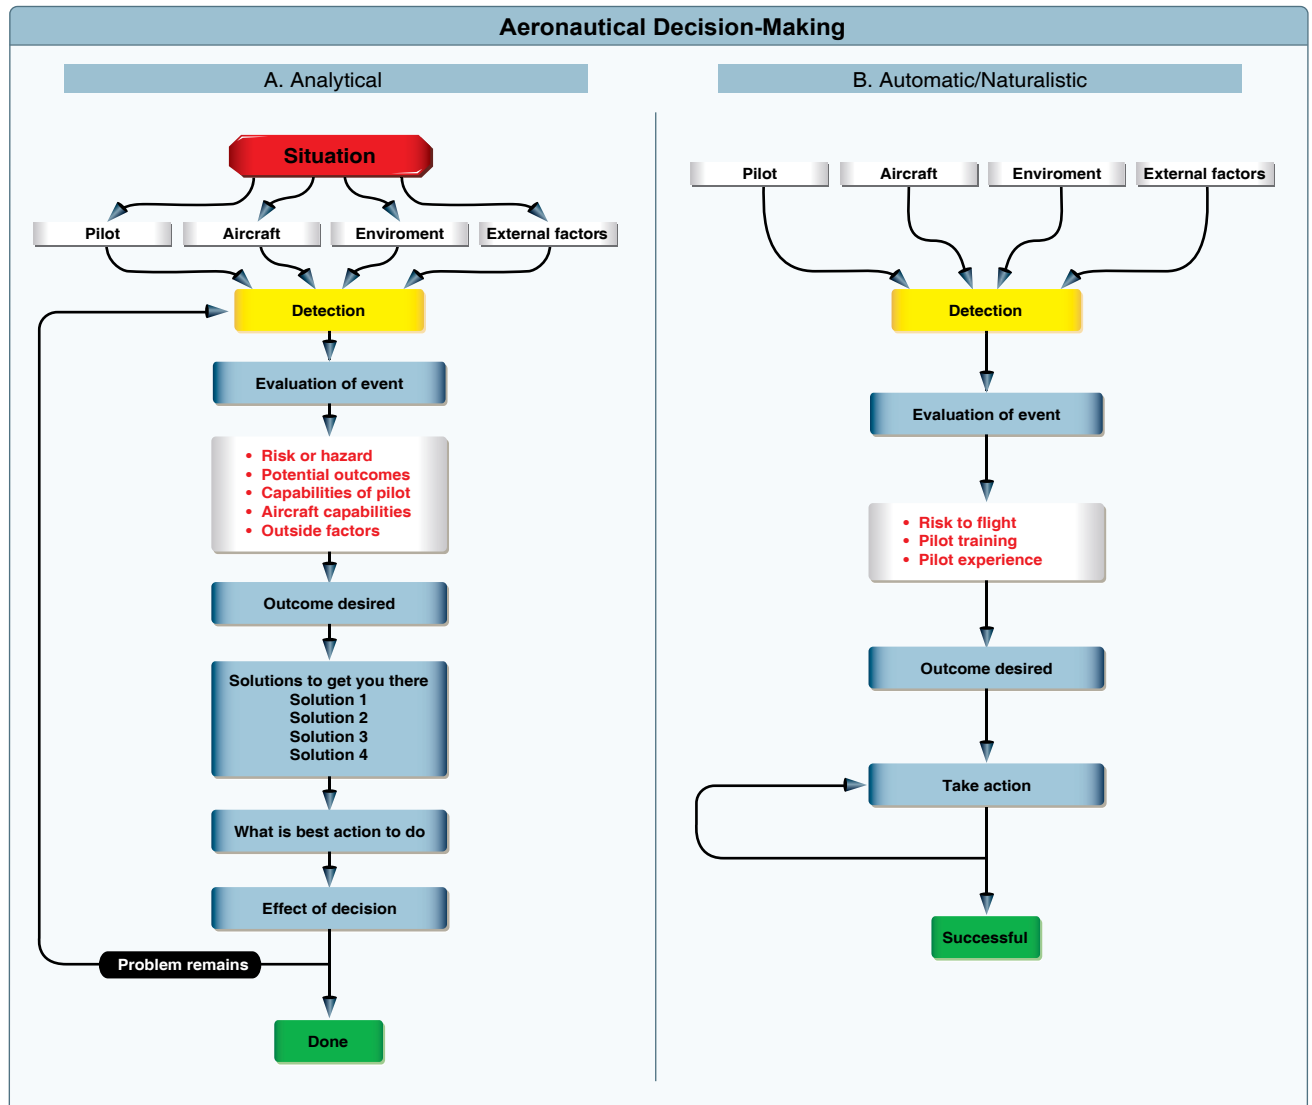 Aeronautical Decision-Making
A. Analytical
Situation
Pilot
Aircraft
Enviroment
External factors
Detection
Evaluation of event
• Risk or hazard
• Potential outcomes
• Capabilities of pilot
• Aircraft capabilities
• Outside factors
Outcome desired
Solutions to get you there
Solution 1
Solution 2
Solution 3
Solution 4
What is best action to do
Effect of decision
Problem remains
Done
B. Automatic/Naturalistic
Pilot
Aircraft
Enviroment
External factors
Detection
Evaluation of event
• Risk to flight
• Pilot training
• Pilot experience
Outcome desired
Take action
Successful